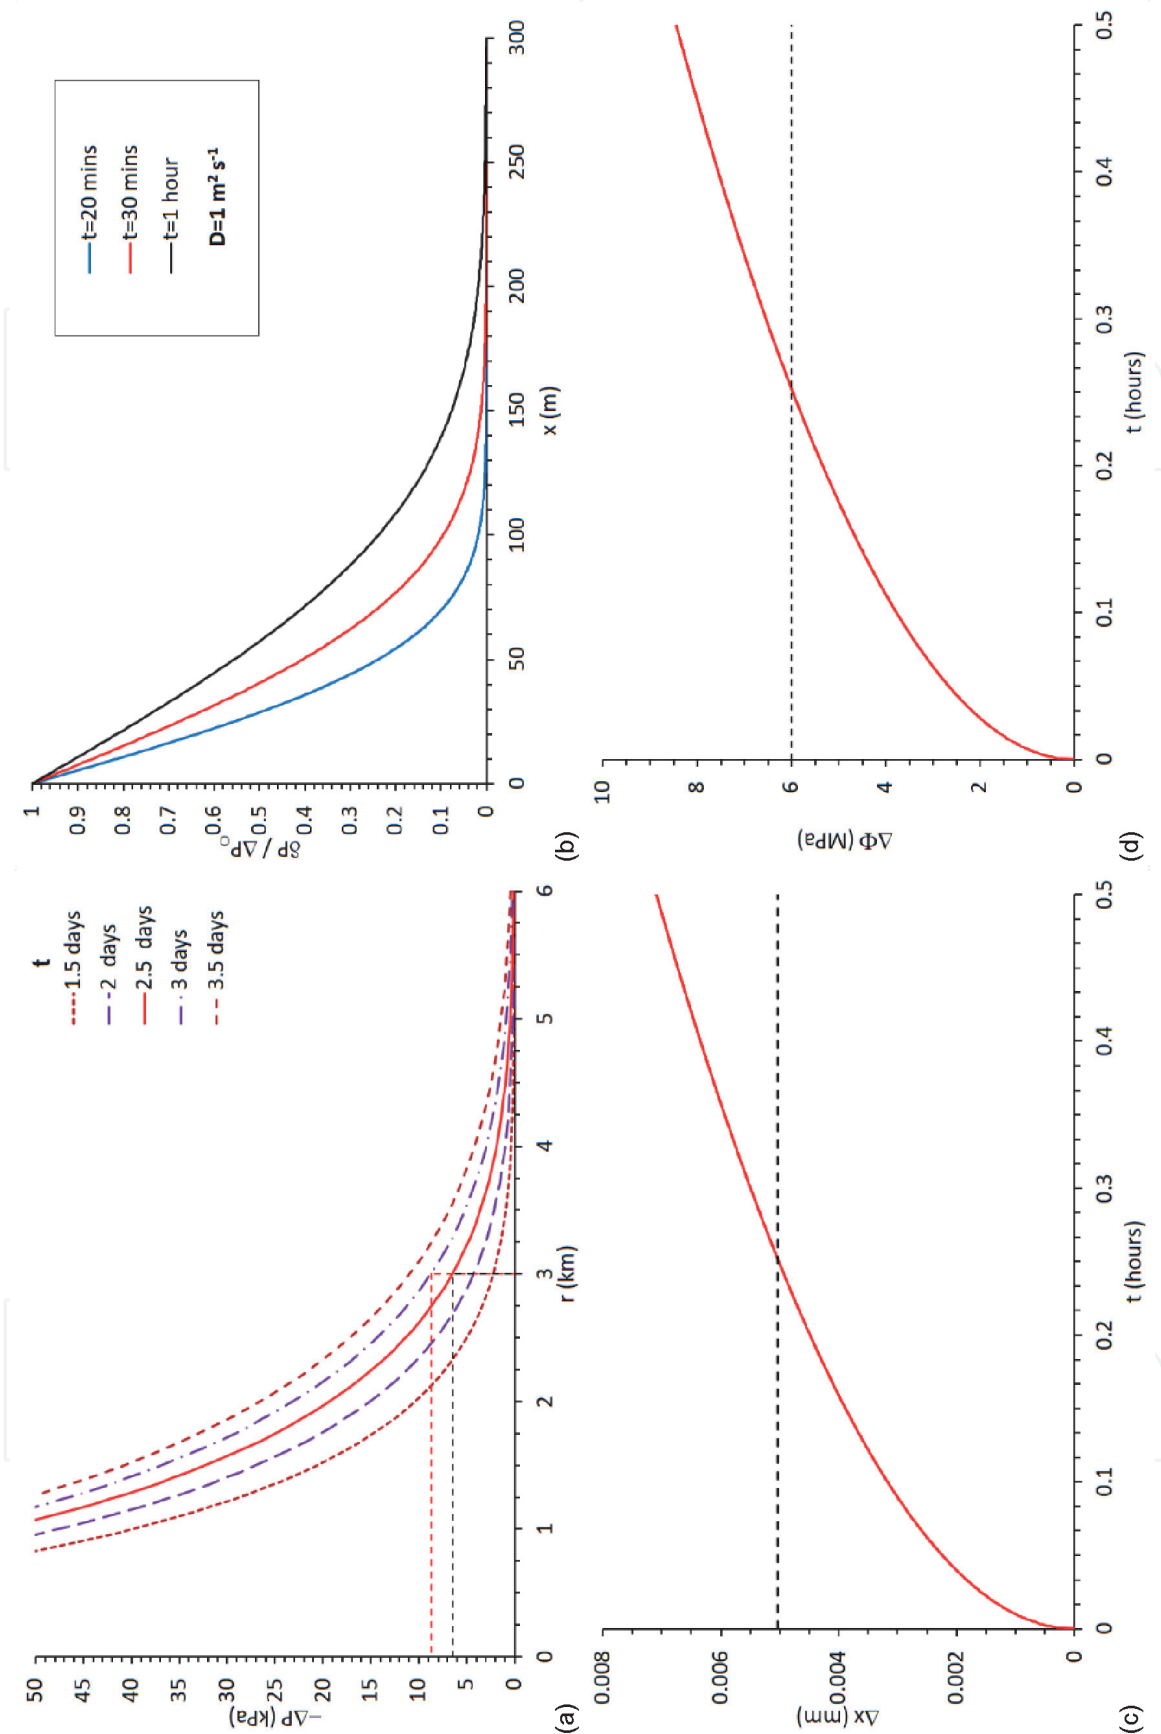 50
45
40
35
30
25
20
15
10
5
0
−ΔP (kPa)
0
1
2
3
4
5
6
r (km)
t
1.5 days
2 days
2.5 days
3 days
3.5 days
(a)
1
0.9
0.8
0.7
0.6
0.5
0.4
0.3
0.2
0.1
0
δP / ΔP₀
0
50
100
150
200
250
300
x (m)
t=20 mins
t=30 mins
t=1 hour
D=1 m² s⁻¹
(b)
0.008
0.006
0.004
0.002
0
Δx (mm)
0
0.1
0.2
0.3
0.4
0.5
t (hours)
(c)
10
8
6
4
2
0
ΔΦ (MPa)
0
0.1
0.2
0.3
0.4
0.5
t (hours)
(d)